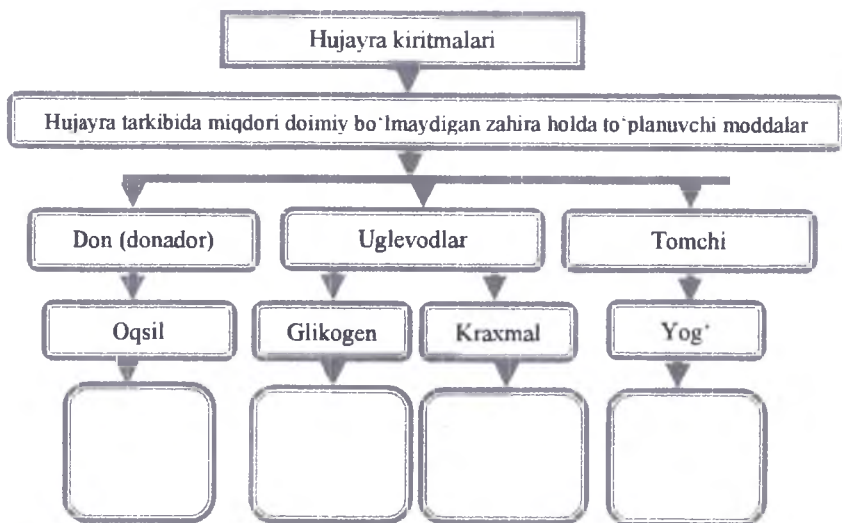 Hujayra kiritmalari
Hujayra tarkibida miqdori doimiy bo‘lmaydigan zahira holda to‘planuvchi moddalar
Don (donador)
Uglevodlar
Tomchi
Oqsil
Glikogen
Kraxmal
Yog‘